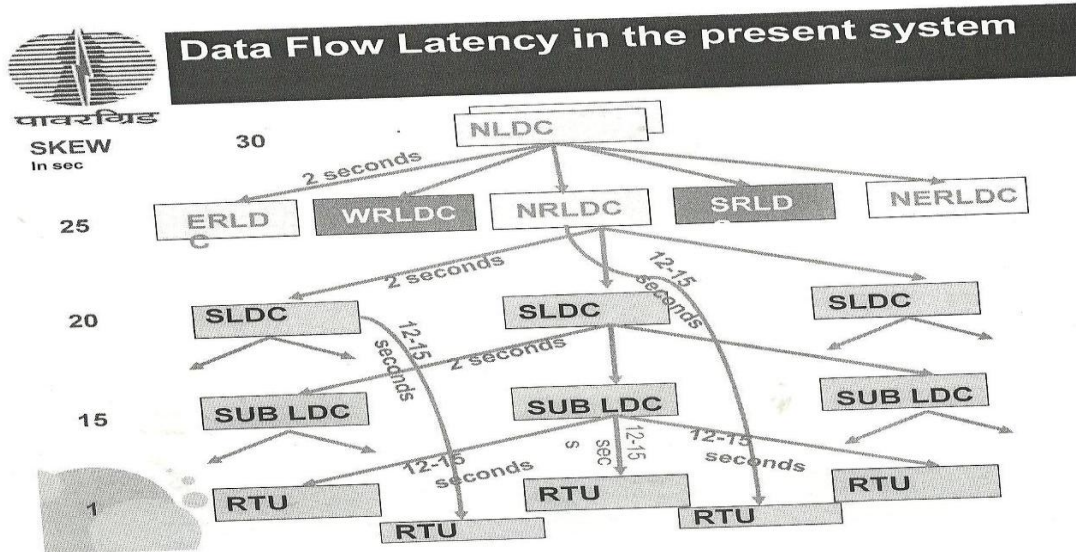 Data Flow Latency in the present system
पावरग्रिड
SKEW
In sec
30
NLDC
2 seconds
25
ERLD
C
WRLDC
NRLDC
SRLD
NERLDC
2 seconds
12-15
seconds
20
SLDC
SLDC
SLDC
12-15
seconds
2 seconds
15
SUB LDC
SUB LDC
SUB LDC
12-15
seconds
12-15
sec
s
12-15
seconds
1
RTU
RTU
RTU
RTU
RTU